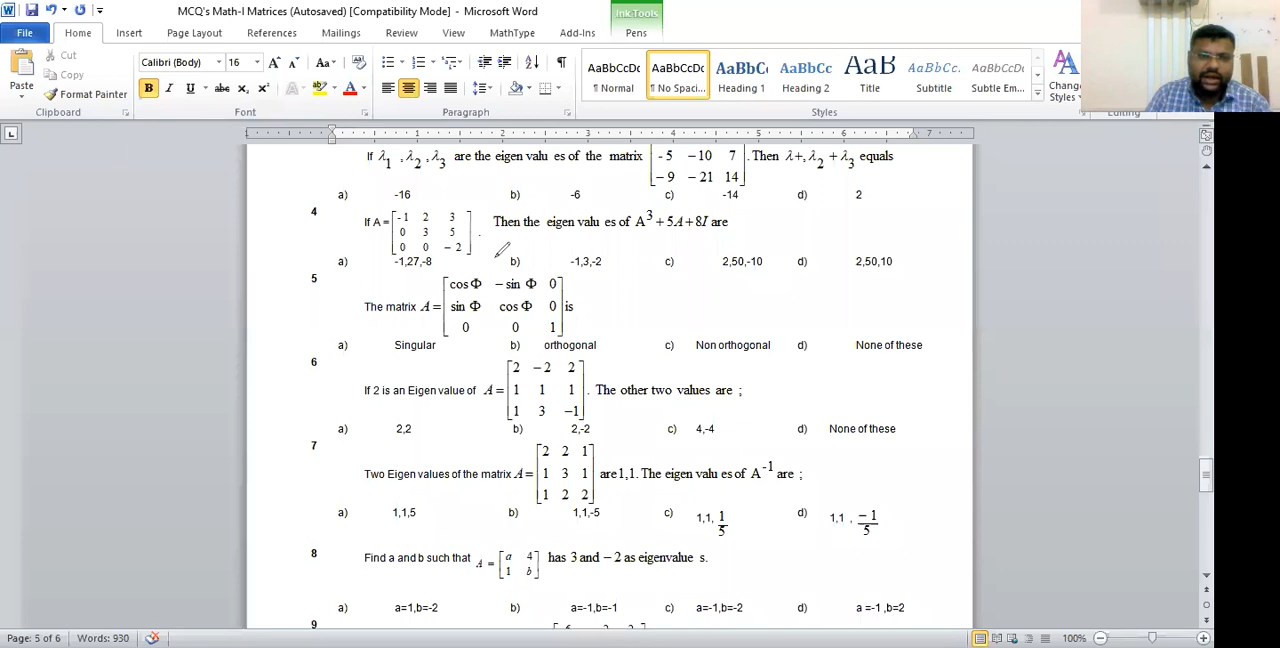 MCQ's Math-I Matrices (Autosaved) [Compatibility Mode] - Microsoft Word
Ink Tools
File Home Insert Page Layout References Mailings Review View MathType Add-Ins Pens
Cut
Copy
Format Painter
Paste
Calibri (Body) 16
AaBbCcDc AaBbCcDc AaBbC AaBbCc AaB AaBbCc. AaBbCcDc
¶ Normal ¶ No Spaci... Heading 1 Heading 2 Title Subtitle Subtle Em...
Change Styles
Clipboard Font Paragraph Styles Editing
If λ1 ,λ2 ,λ3 are the eigen valu es of the matrix [-5 -10 7; -9 -21 14]. Then λ+, λ2 + λ3 equals
a) -16 b) -6 c) -14 d) 2
4 If A = [-1 2 3; 0 3 5; 0 0 -2] . Then the eigen valu es of A³ + 5A + 8I are
a) -1,27,-8 b) -1,3,-2 c) 2,50,-10 d) 2,50,10
5
The matrix A = [cos Φ -sin Φ 0; sin Φ cos Φ 0; 0 0 1] is
a) Singular b) orthogonal c) Non orthogonal d) None of these
6
If 2 is an Eigen value of A = [2 -2 2; 1 1 1; 1 3 -1] . The other two values are ;
a) 2,2 b) 2,-2 c) 4,-4 d) None of these
7
Two Eigen values of the matrix A = [2 2 1; 1 3 1; 1 2 2] are 1,1. The eigen valu es of A⁻¹ are ;
a) 1,1,5 b) 1,1,-5 c) 1,1, 1/5 d) 1,1 , -1/5
8 Find a and b such that A = [a 4; 1 b] has 3 and − 2 as eigenvalue s.
a) a=1,b=-2 b) a=-1,b=-1 c) a=-1,b=-2 d) a =-1 ,b=2
9
Page: 5 of 6 Words: 930 100%